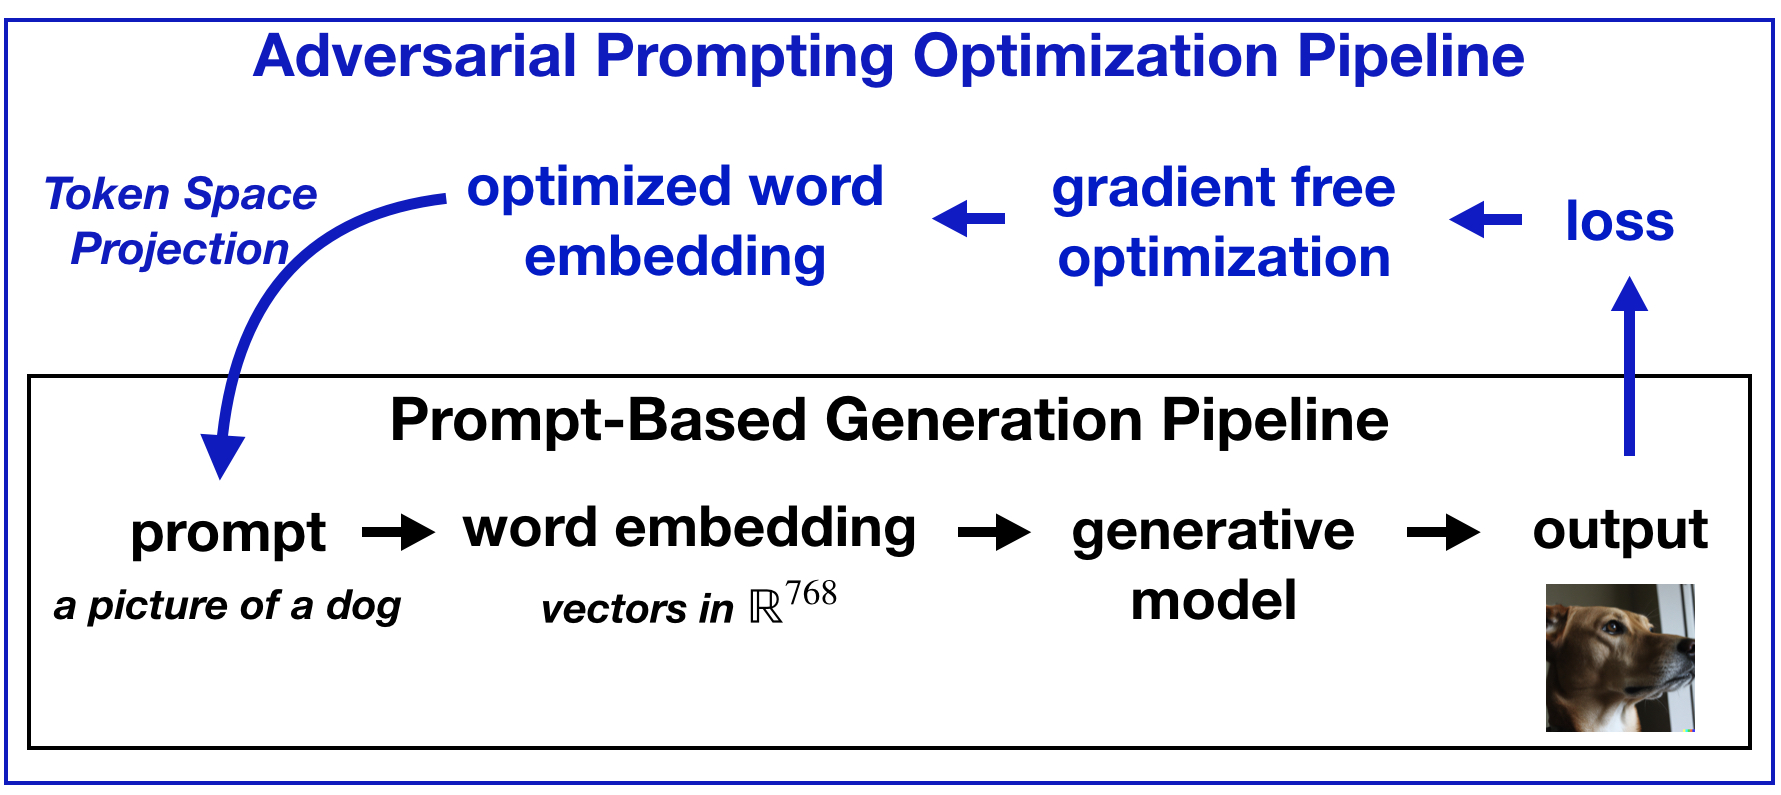 Adversarial Prompting Optimization Pipeline
Token Space
Projection
optimized word
embedding
gradient free
optimization
loss
Prompt-Based Generation Pipeline
prompt
a picture of a dog
word embedding
vectors in ℝ^768
generative
model
output